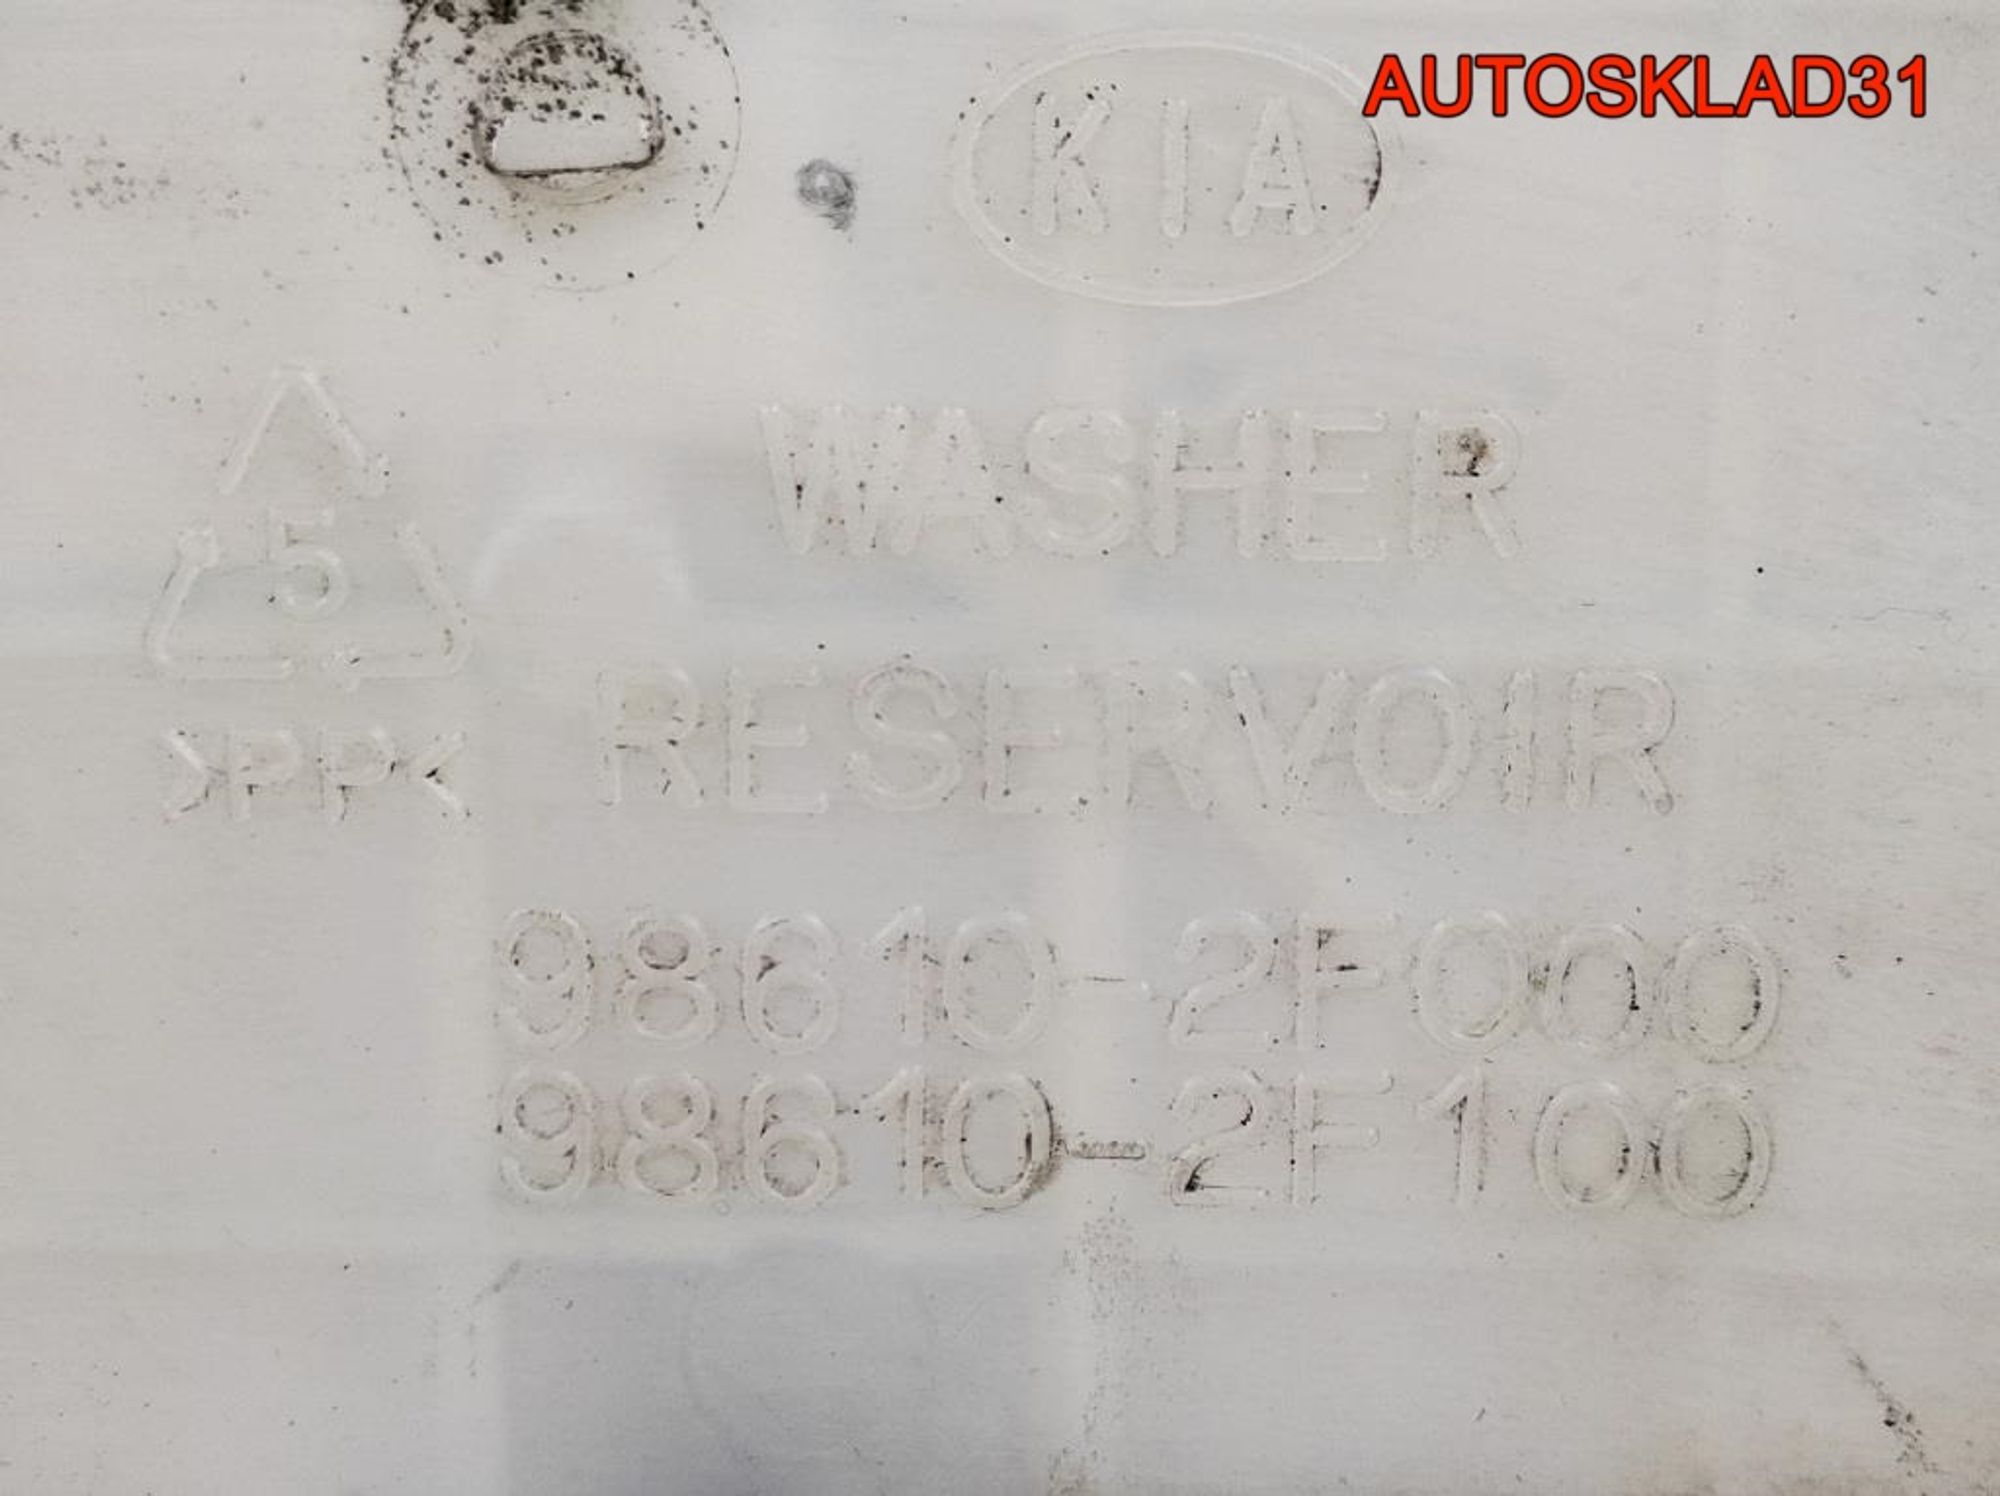 AUTOSKLAD31
KIA
WASHER
5
RESERVOIR
>PP<
98610-2F000
98610-2F100